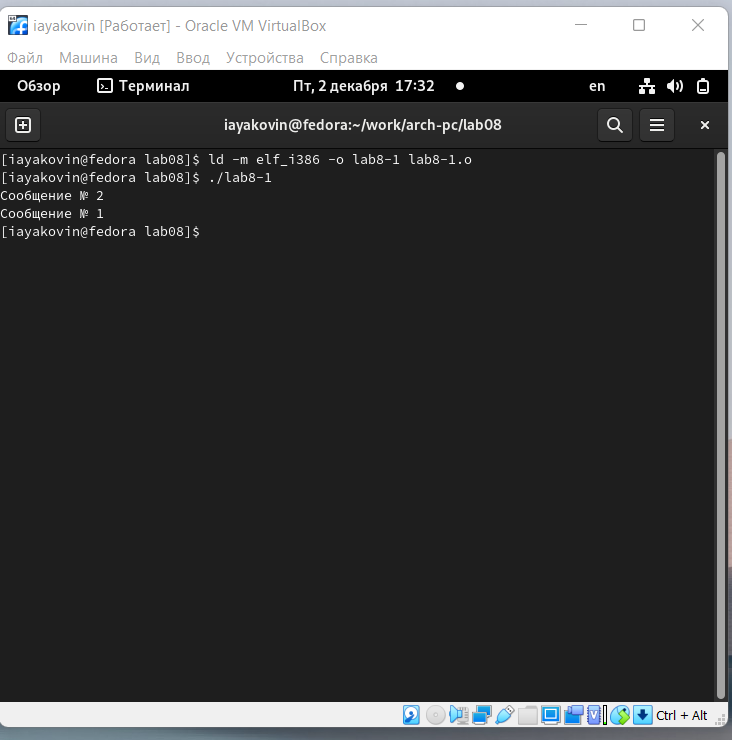 iayakovin [Работает] - Oracle VM VirtualBox
Файл Машина Вид Ввод Устройства Справка
Обзор Терминал Пт, 2 декабря 17:32 en
iayakovin@fedora:~/work/arch-pc/lab08
[iayakovin@fedora lab08]$ ld -m elf_i386 -o lab8-1 lab8-1.o
[iayakovin@fedora lab08]$ ./lab8-1
Сообщение № 2
Сообщение № 1
[iayakovin@fedora lab08]$
Ctrl + Alt